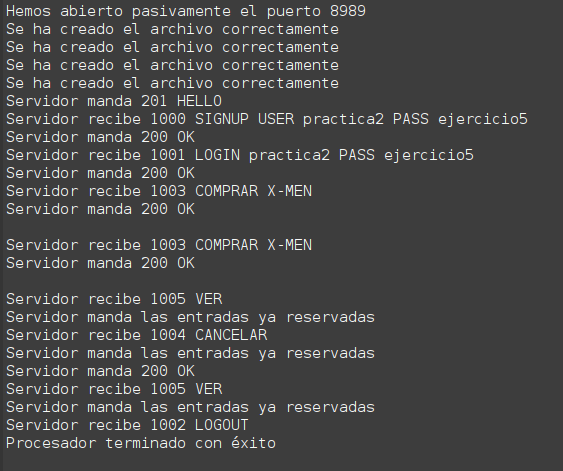 Hemos abierto pasivamente el puerto 8989
Se ha creado el archivo correctamente
Se ha creado el archivo correctamente
Se ha creado el archivo correctamente
Se ha creado el archivo correctamente
Servidor manda 201 HELLO
Servidor recibe 1000 SIGNUP USER practica2 PASS ejercicio5
Servidor manda 200 OK
Servidor recibe 1001 LOGIN practica2 PASS ejercicio5
Servidor manda 200 OK
Servidor recibe 1003 COMPRAR X-MEN
Servidor manda 200 OK
Servidor recibe 1003 COMPRAR X-MEN
Servidor manda 200 OK
Servidor recibe 1005 VER
Servidor manda las entradas ya reservadas
Servidor recibe 1004 CANCELAR
Servidor manda las entradas ya reservadas
Servidor manda 200 OK
Servidor recibe 1005 VER
Servidor manda las entradas ya reservadas
Servidor recibe 1002 LOGOUT
Procesador terminado con éxito